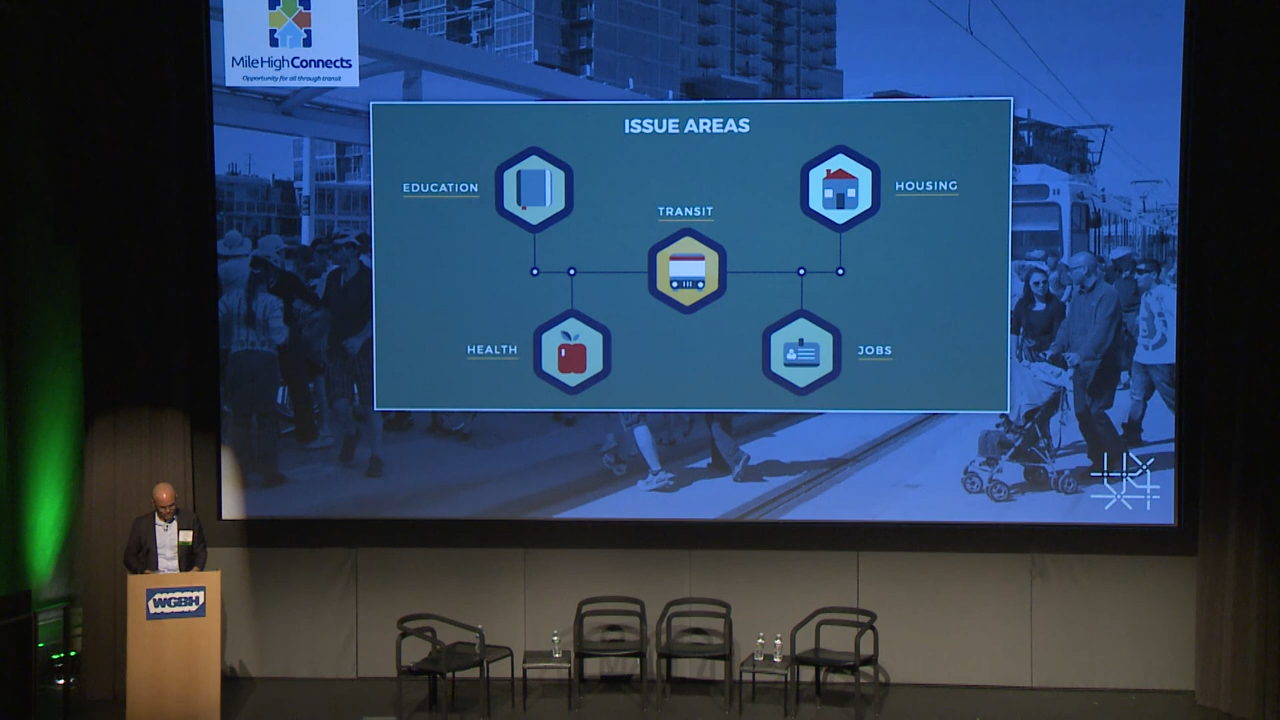 MileHighConnects
Opportunity for all through transit
ISSUE AREAS
EDUCATION
HOUSING
TRANSIT
HEALTH
JOBS
WGBH